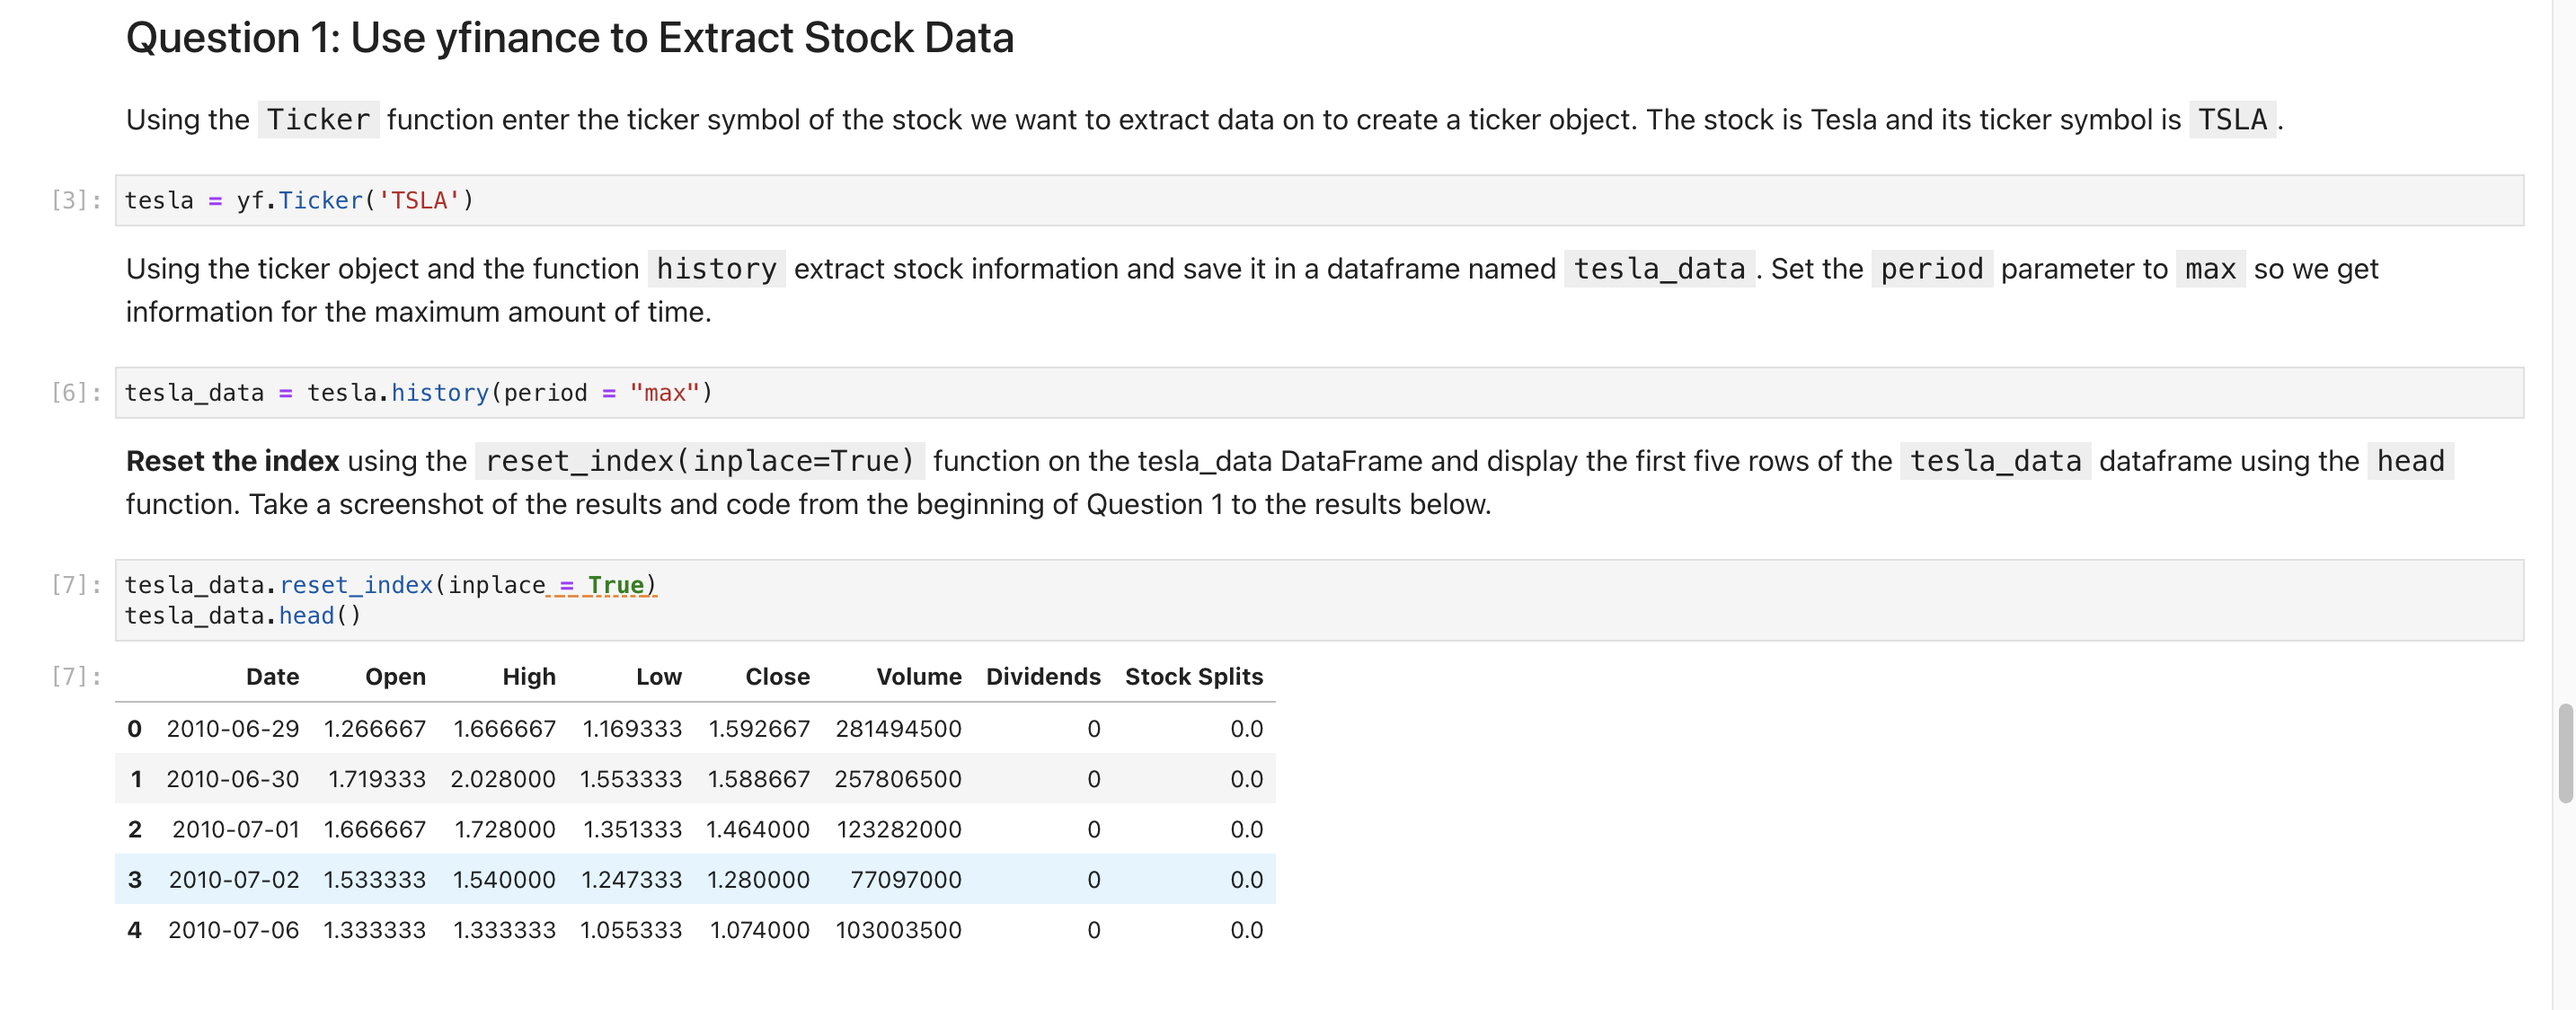 Question 1: Use yfinance to Extract Stock Data
Using the Ticker function enter the ticker symbol of the stock we want to extract data on to create a ticker object. The stock is Tesla and its ticker symbol is TSLA.
[3]: tesla = yf.Ticker('TSLA')
Using the ticker object and the function history extract stock information and save it in a dataframe named tesla_data. Set the period parameter to max so we get
information for the maximum amount of time.
[6]: tesla_data = tesla.history(period = "max")
Reset the index using the reset_index(inplace=True) function on the tesla_data DataFrame and display the first five rows of the tesla_data dataframe using the head
function. Take a screenshot of the results and code from the beginning of Question 1 to the results below.
[7]: tesla_data.reset_index(inplace = True)
tesla_data.head()
[7]: Date Open High Low Close Volume Dividends Stock Splits
0 2010-06-29 1.266667 1.666667 1.169333 1.592667 281494500 0 0.0
1 2010-06-30 1.719333 2.028000 1.553333 1.588667 257806500 0 0.0
2 2010-07-01 1.666667 1.728000 1.351333 1.464000 123282000 0 0.0
3 2010-07-02 1.533333 1.540000 1.247333 1.280000 77097000 0 0.0
4 2010-07-06 1.333333 1.333333 1.055333 1.074000 103003500 0 0.0